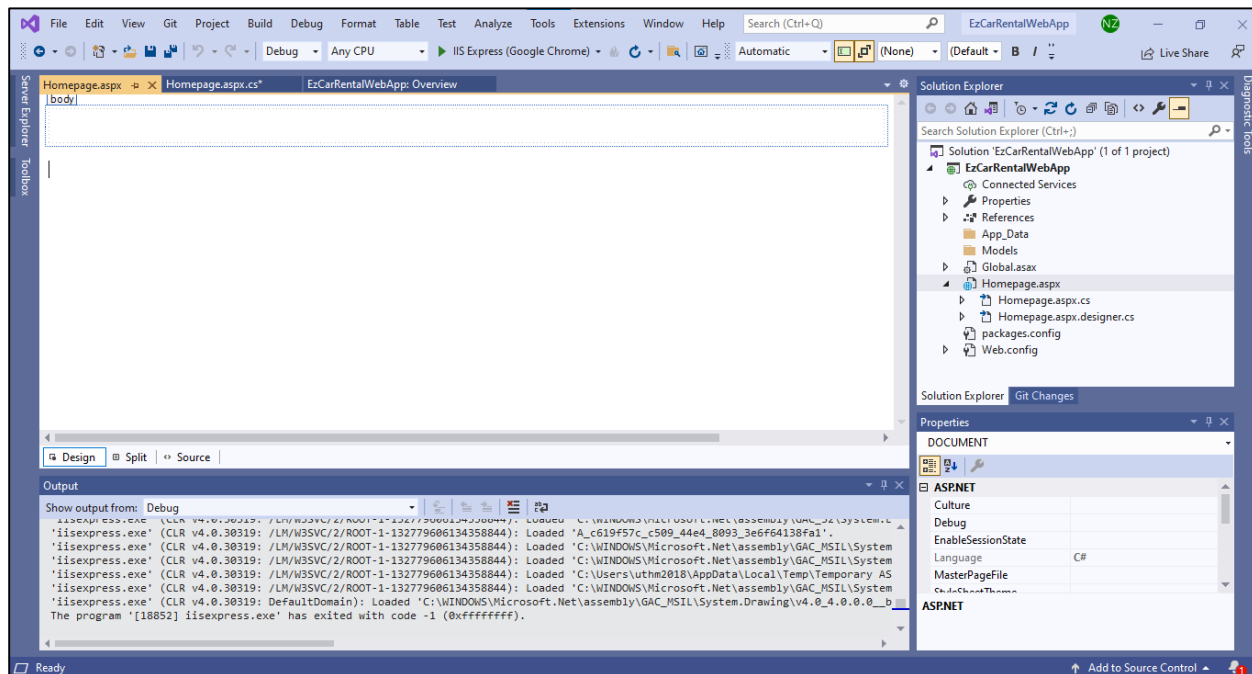 File Edit View Git Project Build Debug Format Table Test Analyze Tools Extensions Window Help Search (Ctrl+Q) EzCarRentalWebApp NZ
Debug Any CPU IIS Express (Google Chrome) Automatic (None) (Default B I Live Share
Server Explorer
Toolbox
Homepage.aspx Homepage.aspx.cs* EzCarRentalWebApp: Overview
body
Design Split Source
Output
Show output from: Debug
'iisexpress.exe' (CLR v4.0.30319: /LM/W3SVC/2/ROOT-1-132779606134358844): Loaded 'C:\WINDOWS\Microsoft.Net\assembly\GAC_32\System.E
'iisexpress.exe' (CLR v4.0.30319: /LM/W3SVC/2/ROOT-1-132779606134358844): Loaded 'A_c619f57c_c509_44e4_8093_3e6f64138fa1'.
'iisexpress.exe' (CLR v4.0.30319: /LM/W3SVC/2/ROOT-1-132779606134358844): Loaded 'C:\WINDOWS\Microsoft.Net\assembly\GAC_MSIL\System
'iisexpress.exe' (CLR v4.0.30319: /LM/W3SVC/2/ROOT-1-132779606134358844): Loaded 'C:\WINDOWS\Microsoft.Net\assembly\GAC_MSIL\System
'iisexpress.exe' (CLR v4.0.30319: /LM/W3SVC/2/ROOT-1-132779606134358844): Loaded 'C:\Users\uthm2018\AppData\Local\Temp\Temporary AS
'iisexpress.exe' (CLR v4.0.30319: /LM/W3SVC/2/ROOT-1-132779606134358844): Loaded 'C:\WINDOWS\Microsoft.Net\assembly\GAC_MSIL\System
'iisexpress.exe' (CLR v4.0.30319: DefaultDomain): Loaded 'C:\WINDOWS\Microsoft.Net\assembly\GAC_MSIL\System.Drawing\v4.0_4.0.0.0__b
The program '[18852] iisexpress.exe' has exited with code -1 (0xffffffff).
Solution Explorer
Search Solution Explorer (Ctrl+;)
Solution 'EzCarRentalWebApp' (1 of 1 project)
EzCarRentalWebApp
Connected Services
Properties
References
App_Data
Models
Global.asax
Homepage.aspx
Homepage.aspx.cs
Homepage.aspx.designer.cs
packages.config
Web.config
Solution Explorer Git Changes
Properties
DOCUMENT
ASP.NET
Culture
Debug
EnableSessionState
Language C#
MasterPageFile
StyleSheetTheme
ASP.NET
Diagnostic Tools
Ready Add to Source Control 1